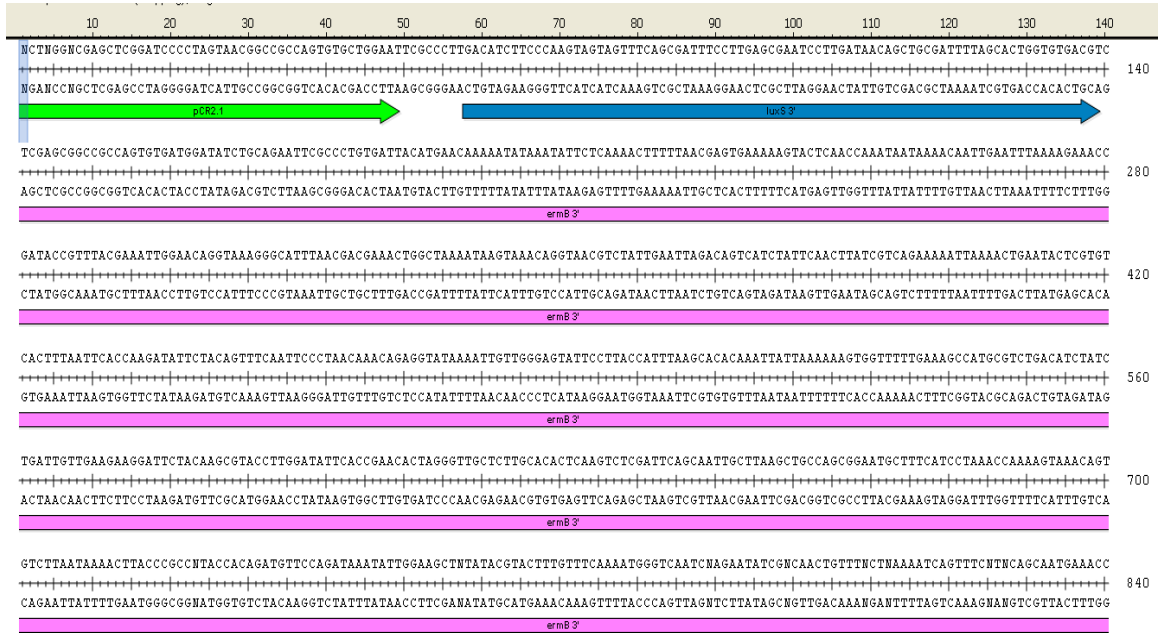 10 20 30 40 50 60 70 80 90 100 110 120 130 140
NCTNGGNCGAGCTCGGATCCCCTAGTAACGGCCGCCAGTGTGCTGGAATTCGCCCTTGACATCTTCCCAAGTAGTAGTTTCAGCGATTTCCTTGAGCGAATCCTTGATAACAGCTGCGATTTTAGCACTGGTGTGACGTC
140
NGANCCNGCTCGAGCCTAGGGGATCATTGCCGGCGGTCACACGACCTTAAGCGGGAACTGTAGAAGGGTTCATCATCAAAGTCGCTAAAGGAACTCGCTTAGGAACTATTGTCGACGCTAAAATCGTGACCACACTGCAG
pCR2.1 luxS 3'
TCGAGCGGCCGCCAGTGTGATGGATATCTGCAGAATTCGCCCTGTGATTACATGAACAAAAATATAAATATTCTCAAAACTTTTTAACGAGTGAAAAAGTACTCAACCAAATAATAAAACAATTGAATTTAAAAGAAACC
280
AGCTCGCCGGCGGTCACACTACCTATAGACGTCTTAAGCGGGACACTAATGTACTTGTTTTTATATTTATAAGAGTTTTGAAAAATTGCTCACTTTTTCATGAGTTGGTTTATTATTTTGTTAACTTAAATTTTCTTTGG
ermB 3'
GATACCGTTTACGAAATTGGAACAGGTAAAGGGCATTTAACGACGAAACTGGCTAAAATAAGTAAACAGGTAACGTCTATTGAATTAGACAGTCATCTATTCAACTTATCGTCAGAAAAATTAAAACTGAATACTCGTGT
420
CTATGGCAAATGCTTTAACCTTGTCCATTTCCCGTAAATTGCTGCTTTGACCGATTTTATTCATTTGTCCATTGCAGATAACTTAATCTGTCAGTAGATAAGTTGAATAGCAGTCTTTTTAATTTTGACTTATGAGCACA
ermB 3'
CACTTTAATTCACCAAGATATTCTACAGTTTCAATTCCCTAACAAACAGAGGTATAAAATTGTTGGGAGTATTCCTTACCATTTAAGCACACAAATTATTAAAAAAGTGGTTTTTGAAAGCCATGCGTCTGACATCTATC
560
GTGAAATTAAGTGGTTCTATAAGATGTCAAAGTTAAGGGATTGTTTGTCTCCATATTTTAACAACCCTCATAAGGAATGGTAAATTCGTGTGTTTAATAATTTTTTCACCAAAAACTTTCGGTACGCAGACTGTAGATAG
ermB 3'
TGATTGTTGAAGAAGGATTCTACAAGCGTACCTTGGATATTCACCGAACACTAGGGTTGCTCTTGCACACTCAAGTCTCGATTCAGCAATTGCTTAAGCTGCCAGCGGAATGCTTTCATCCTAAACCAAAAGTAAACAGT
700
ACTAACAACTTCTTCCTAAGATGTTCGCATGGAACCTATAAGTGGCTTGTGATCCCAACGAGAACGTGTGAGTTCAGAGCTAAGTCGTTAACGAATTCGACGGTCGCCTTACGAAAGTAGGATTTGGTTTTCATTTGTCA
ermB 3'
GTCTTAATAAAACTTACCCGCCNTACCACAGATGTTCCAGATAAATATTGGAAGCTNTATACGTACTTTGTTTCAAAATGGGTCAATCNAGAATATCGCAACTGTTTNCTNAAAATCAGTTTCNTNCAGCAATGAAACC
840
CAGAATTATTTTGAATGGGCGGNATGGTGTCTACAAGGTCTATTTATAACCTTCGANATATGCATGAAACAAAGTTTTACCCAGTTAGNTCTTATAGCNGTTGACAAANGANTTTTAGTCAAAGNANGTCGTTACTTTGG
ermB 3'